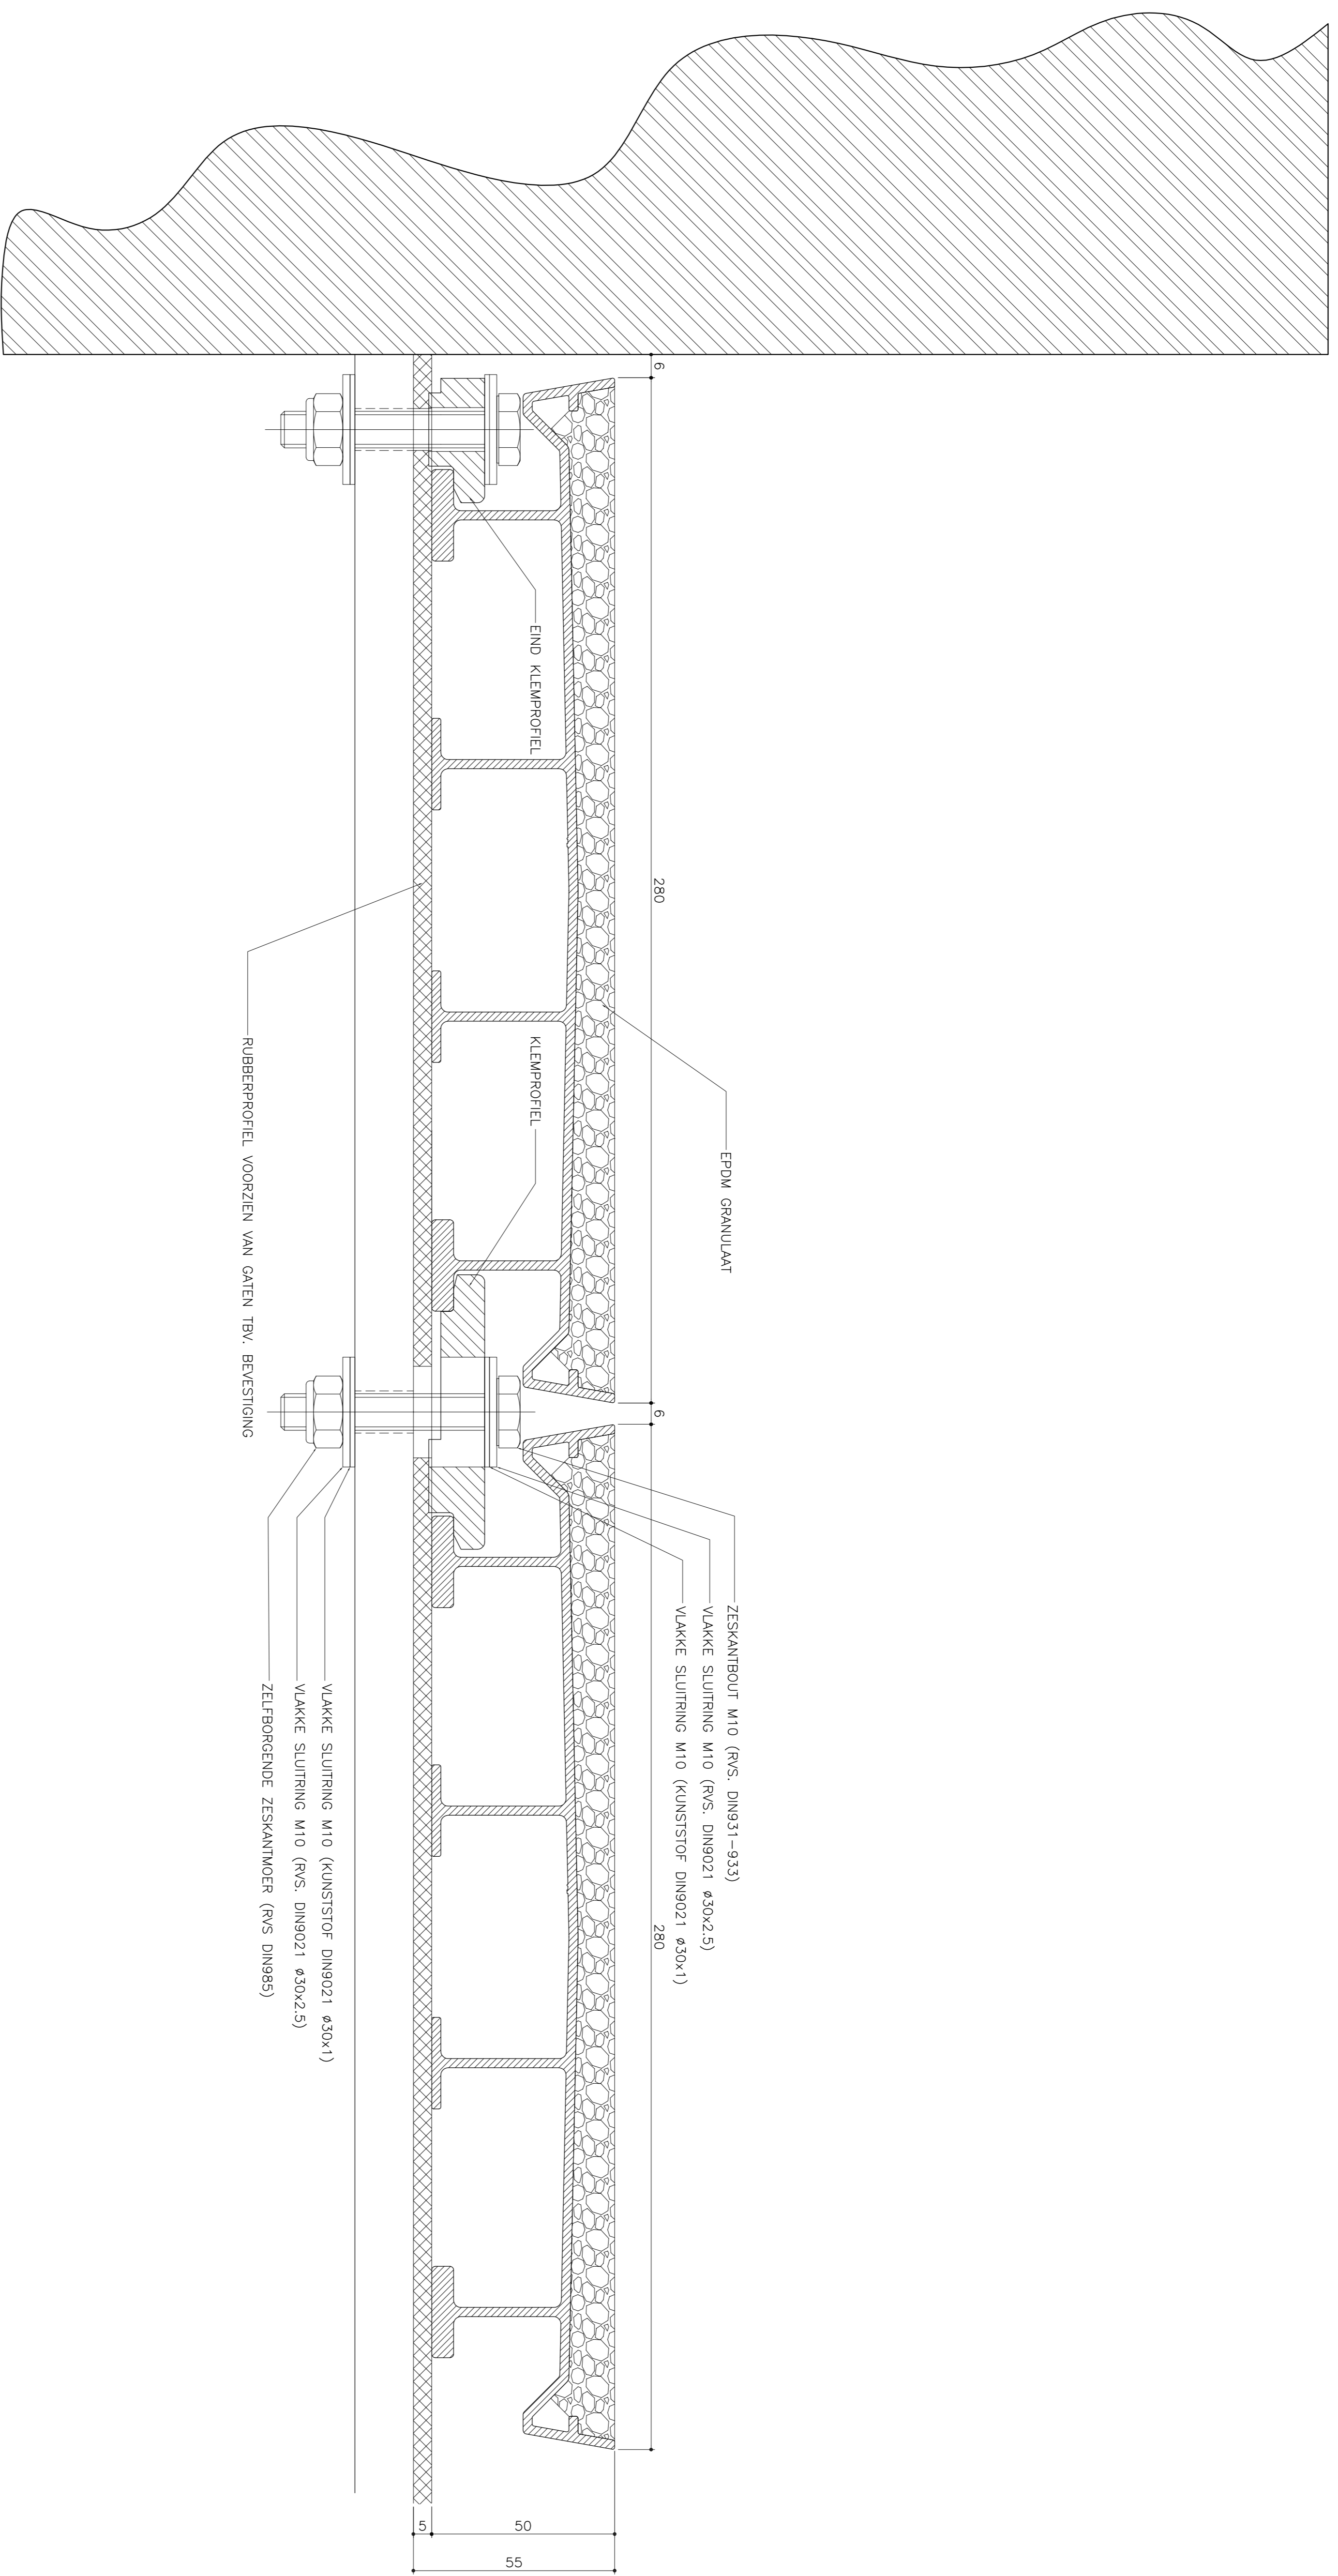 6
280
6
280
EIND KLEMPROFIEL
KLEMPROFIEL
EPDM GRANULAAT
RUBBERPROFIEL VOORZIEN VAN GATEN TBV. BEVESTIGING
ZESKANTBOUT M10 (RVS. DIN931-933)
VLAKKE SLUITRING M10 (RVS. DIN9021 ø30x2.5)
VLAKKE SLUITRING M10 (KUNSTSTOF DIN9021 ø30x1)
VLAKKE SLUITRING M10 (KUNSTSTOF DIN9021 ø30x1)
VLAKKE SLUITRING M10 (RVS. DIN9021 ø30x2.5)
ZELFBORGENDE ZESKANTMOER (RVS DIN985)
5
50
55